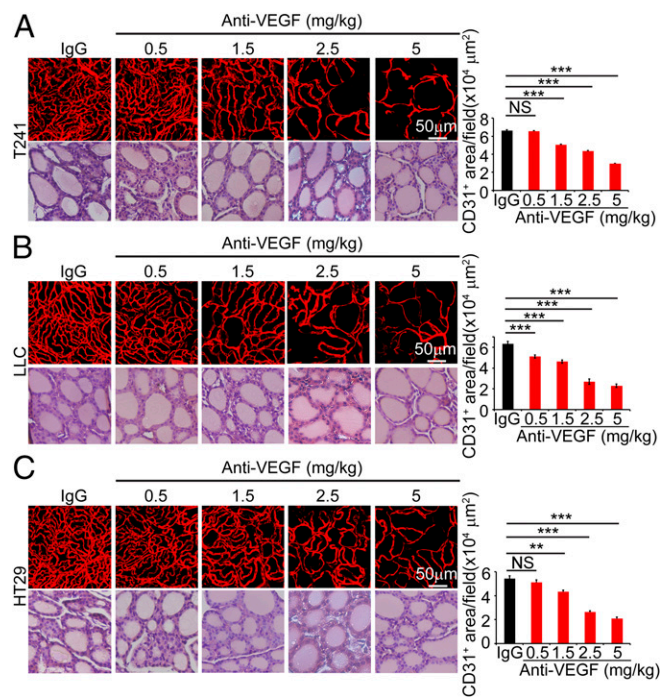 A
Anti-VEGF (mg/kg)
IgG 0.5 1.5 2.5 5
T241
50μm
CD31⁺ area/field(x10⁴ μm²)
***
***
***
NS
8
6
4
2
0
IgG 0.5 1.5 2.5 5
Anti-VEGF (mg/kg)
B
Anti-VEGF (mg/kg)
IgG 0.5 1.5 2.5 5
LLC
50μm
CD31⁺ area/field(x10⁴ μm²)
***
***
***
***
6
4
2
0
IgG 0.5 1.5 2.5 5
Anti-VEGF (mg/kg)
C
Anti-VEGF (mg/kg)
IgG 0.5 1.5 2.5 5
HT29
50μm
CD31⁺ area/field(x10⁴ μm²)
***
***
**
NS
6
4
2
0
IgG 0.5 1.5 2.5 5
Anti-VEGF (mg/kg)